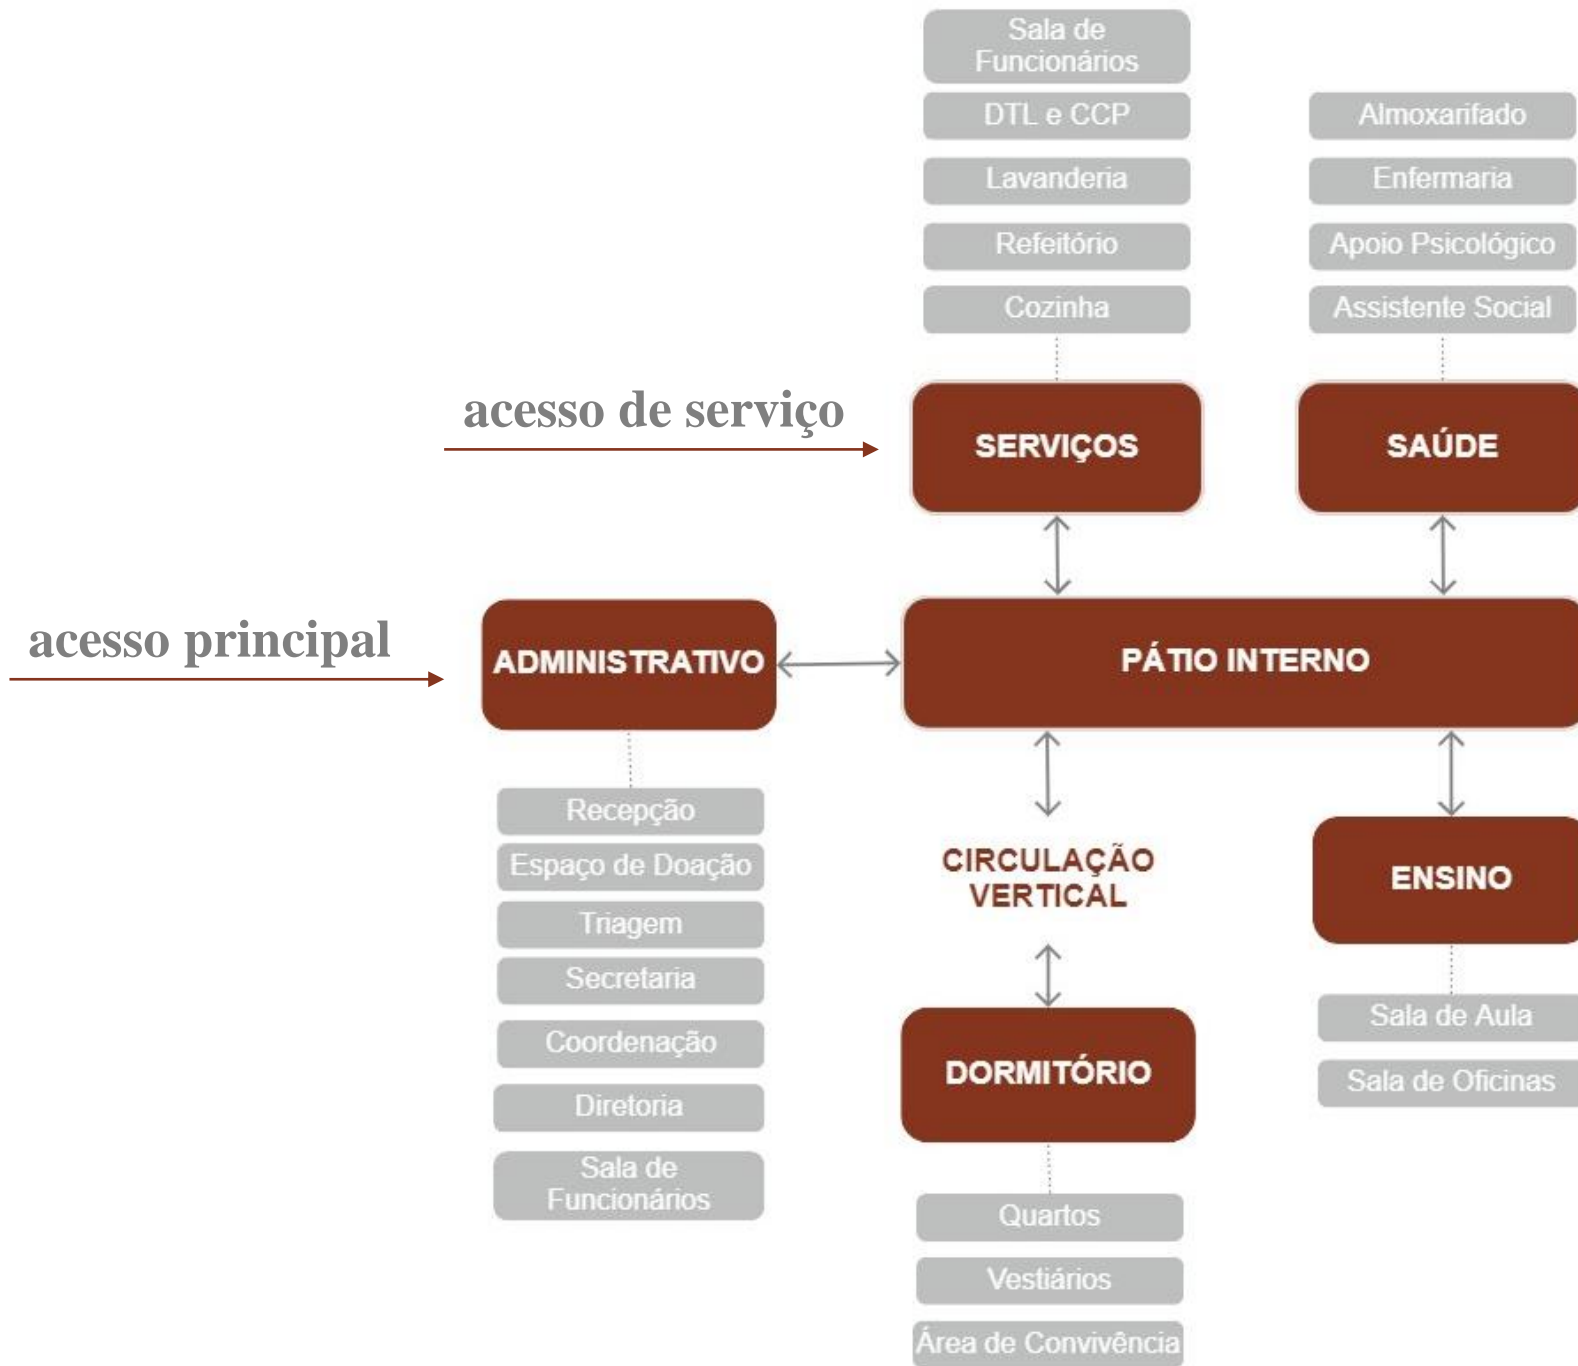 Sala de
Funcionários
DTL e CCP
Almoxarifado
Lavanderia
Enfermaria
Refeitório
Apoio Psicológico
Cozinha
Assistente Social
acesso de serviço
SERVIÇOS
SAÚDE
acesso principal
ADMINISTRATIVO
PÁTIO INTERNO
Recepção
Espaço de Doação
Triagem
Secretaria
Coordenação
Diretoria
Sala de
Funcionários
CIRCULAÇÃO
VERTICAL
ENSINO
Sala de Aula
Sala de Oficinas
DORMITÓRIO
Quartos
Vestiários
Área de Convivência